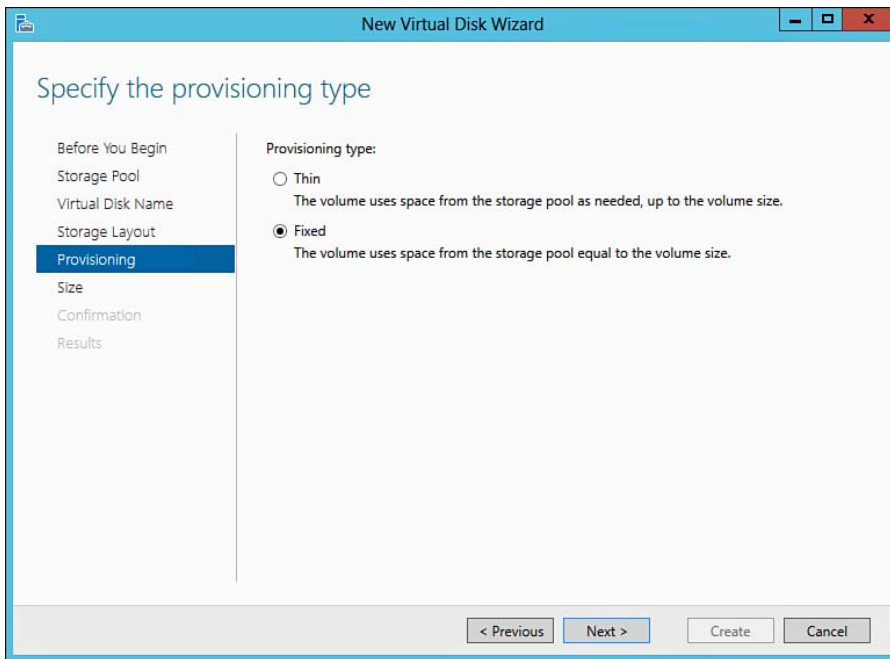 New Virtual Disk Wizard
Specify the provisioning type
Before You Begin
Storage Pool
Virtual Disk Name
Storage Layout
Provisioning
Size
Confirmation
Results
Provisioning type:
Thin
The volume uses space from the storage pool as needed, up to the volume size.
Fixed
The volume uses space from the storage pool equal to the volume size.
< Previous
Next >
Create
Cancel